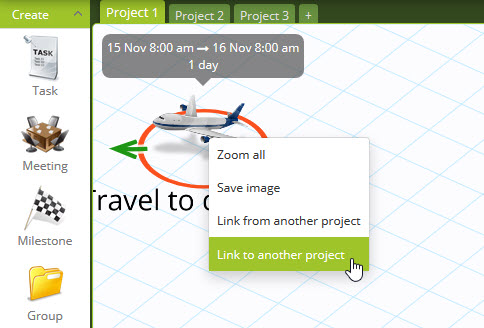 Create
Project 1
Project 2
Project 3
+
15 Nov 8:00 am ➞ 16 Nov 8:00 am
1 day
TASK
Task
Meeting
Milestone
Group
Travel to
Zoom all
Save image
Link from another project
Link to another project